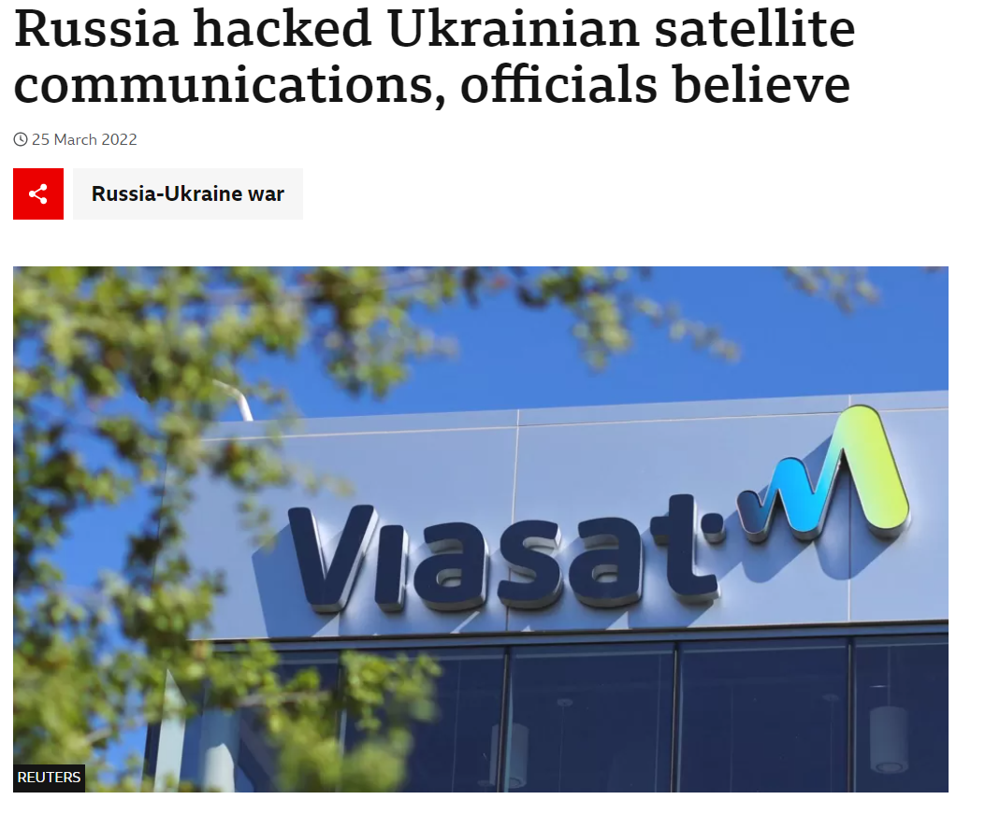 Russia hacked Ukrainian satellite
communications, officials believe
25 March 2022
Russia-Ukraine war
Viasat
REUTERS